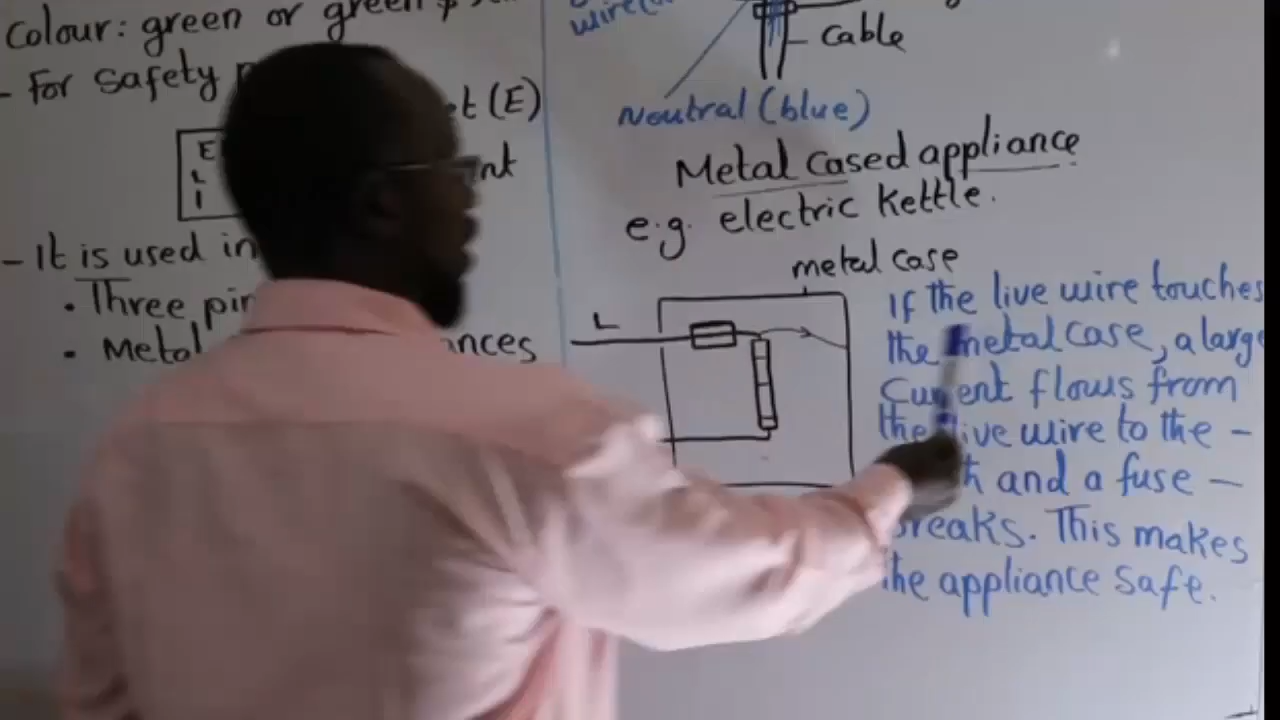 Colour: green or green
- For safety
et (E)
E
L
I
nt
- It is used in
• Three pin
• Metal
ances
wire
Cable
Neutral (blue)
Metal Cased appliance
e.g. electric Kettle.
metal case
L
If the live wire touches
the metal case, a large
Current flows from
the live wire to the -
and a fuse -
breaks. This makes
the appliance safe.